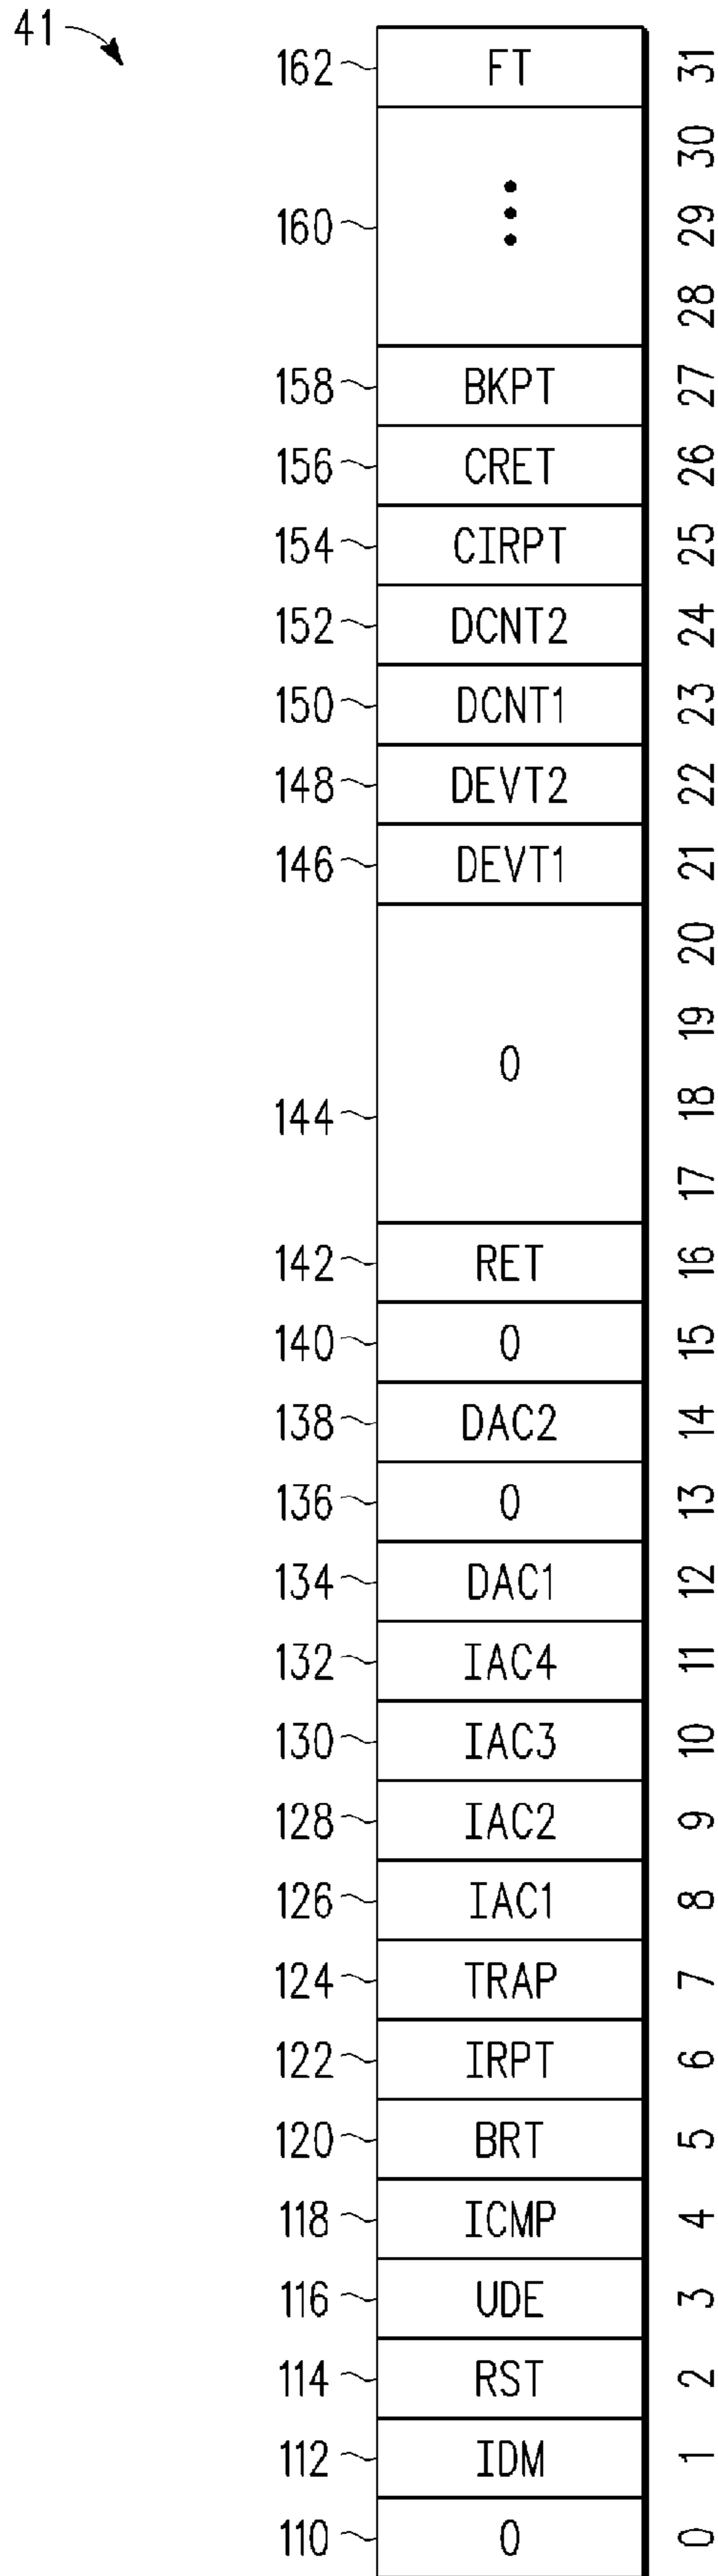 41
162 FT 31
30
160 29
28
158 BKPT 27
156 CRET 26
154 CIRPT 25
152 DCNT2 24
150 DCNT1 23
148 DEVT2 22
146 DEVT1 21
20
19
0
144 18
17
142 RET 16
140 0 15
138 DAC2 14
136 0 13
134 DAC1 12
132 IAC4 11
130 IAC3 10
128 IAC2 9
126 IAC1 8
124 TRAP 7
122 IRPT 6
120 BRT 5
118 ICMP 4
116 UDE 3
114 RST 2
112 IDM 1
110 0 0